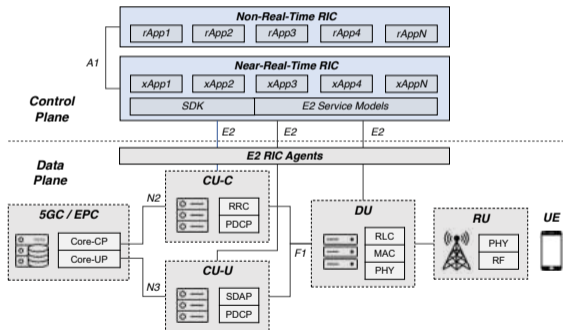 Non-Real-Time RIC
rApp1 rApp2 rApp3 rApp4 rAppN
A1
Near-Real-Time RIC
xApp1 xApp2 xApp3 xApp4 xAppN
SDK E2 Service Models
Control
Plane
E2 E2 E2
Data
Plane
E2 RIC Agents
CU-C
N2
RRC
PDCP
5GC / EPC
Core-CP
Core-UP
N3
CU-U
SDAP
PDCP
F1
DU
RLC
MAC
PHY
RU
PHY
RF
UE